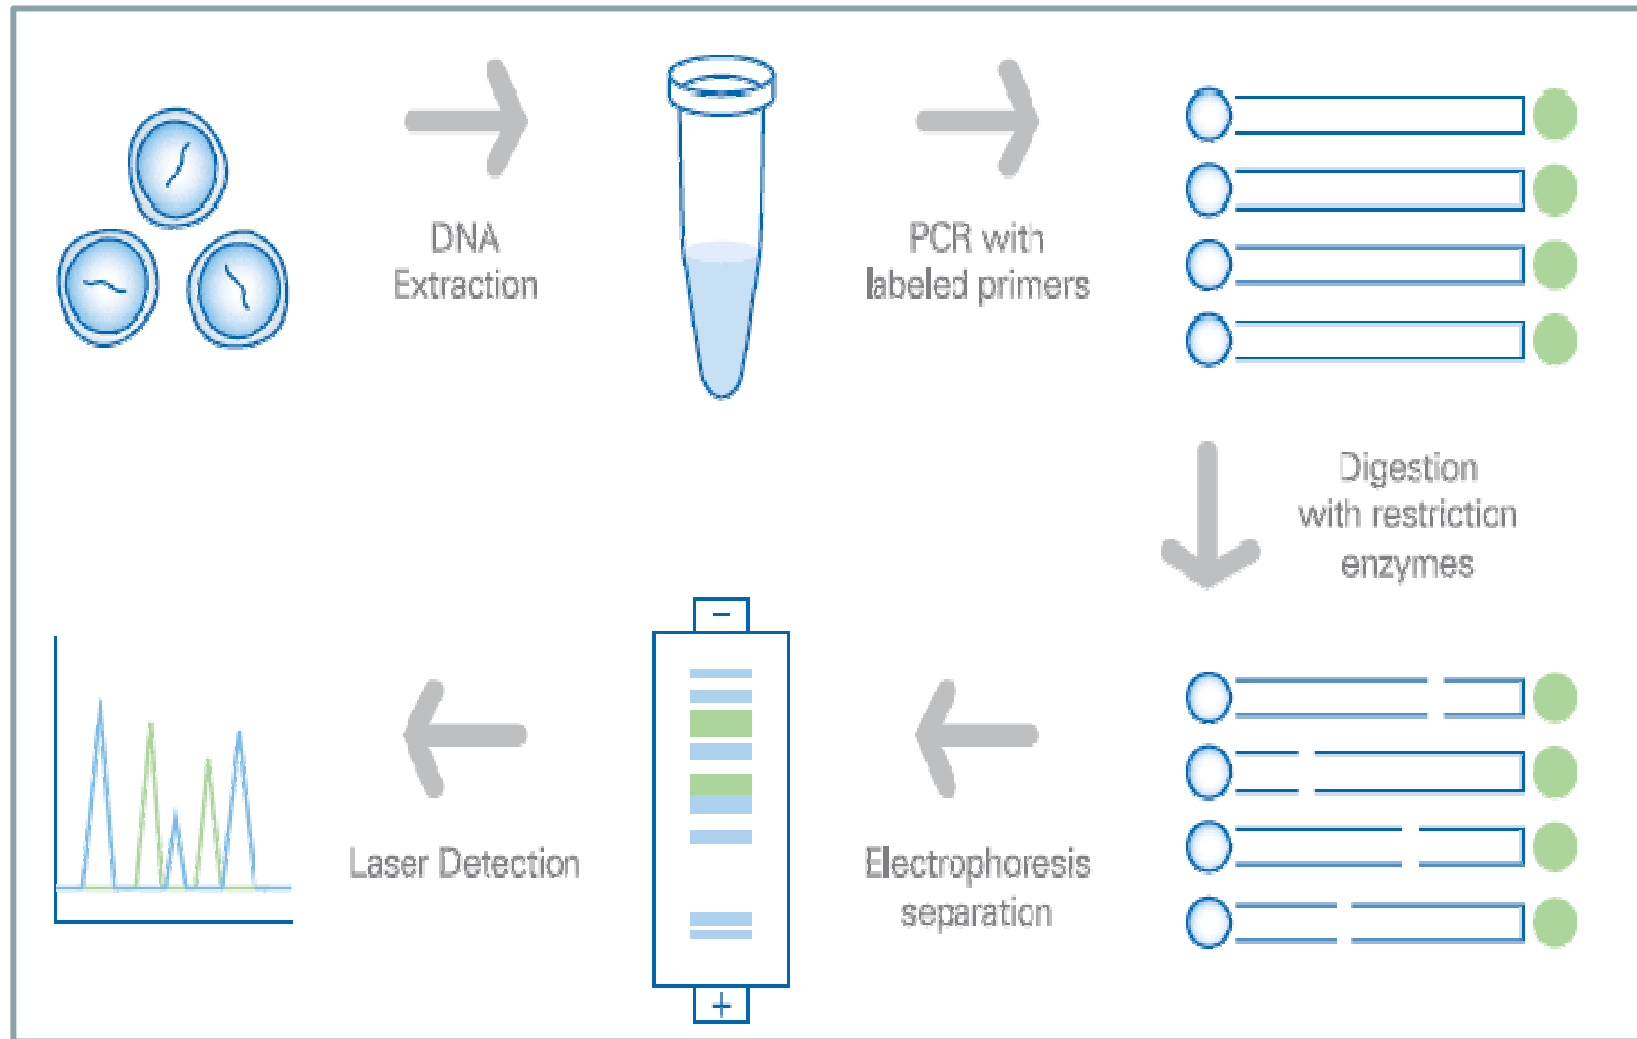 DNA
Extraction
PCR with
labeled primers
Digestion
with restriction
enzymes
−
+
Laser Detection
Electrophoresis
separation